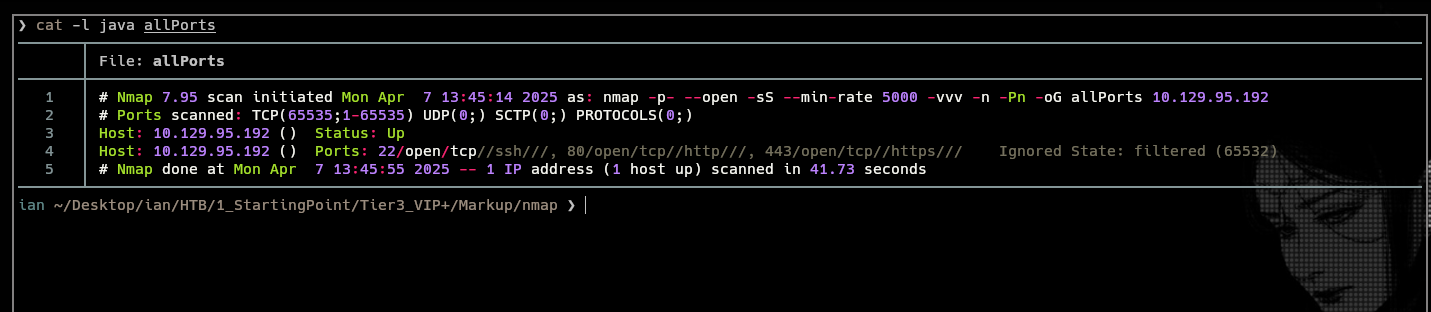 ❯ cat -l java allPorts
File: allPorts
1 # Nmap 7.95 scan initiated Mon Apr  7 13:45:14 2025 as: nmap -p- --open -sS --min-rate 5000 -vvv -n -Pn -oG allPorts 10.129.95.192
2 # Ports scanned: TCP(65535;1-65535) UDP(0;) SCTP(0;) PROTOCOLS(0;)
3 Host: 10.129.95.192 ()  Status: Up
4 Host: 10.129.95.192 ()  Ports: 22/open/tcp//ssh///, 80/open/tcp//http///, 443/open/tcp//https///    Ignored State: filtered (65532)
5 # Nmap done at Mon Apr  7 13:45:55 2025 -- 1 IP address (1 host up) scanned in 41.73 seconds
ian ~/Desktop/ian/HTB/1_StartingPoint/Tier3_VIP+/Markup/nmap ❯